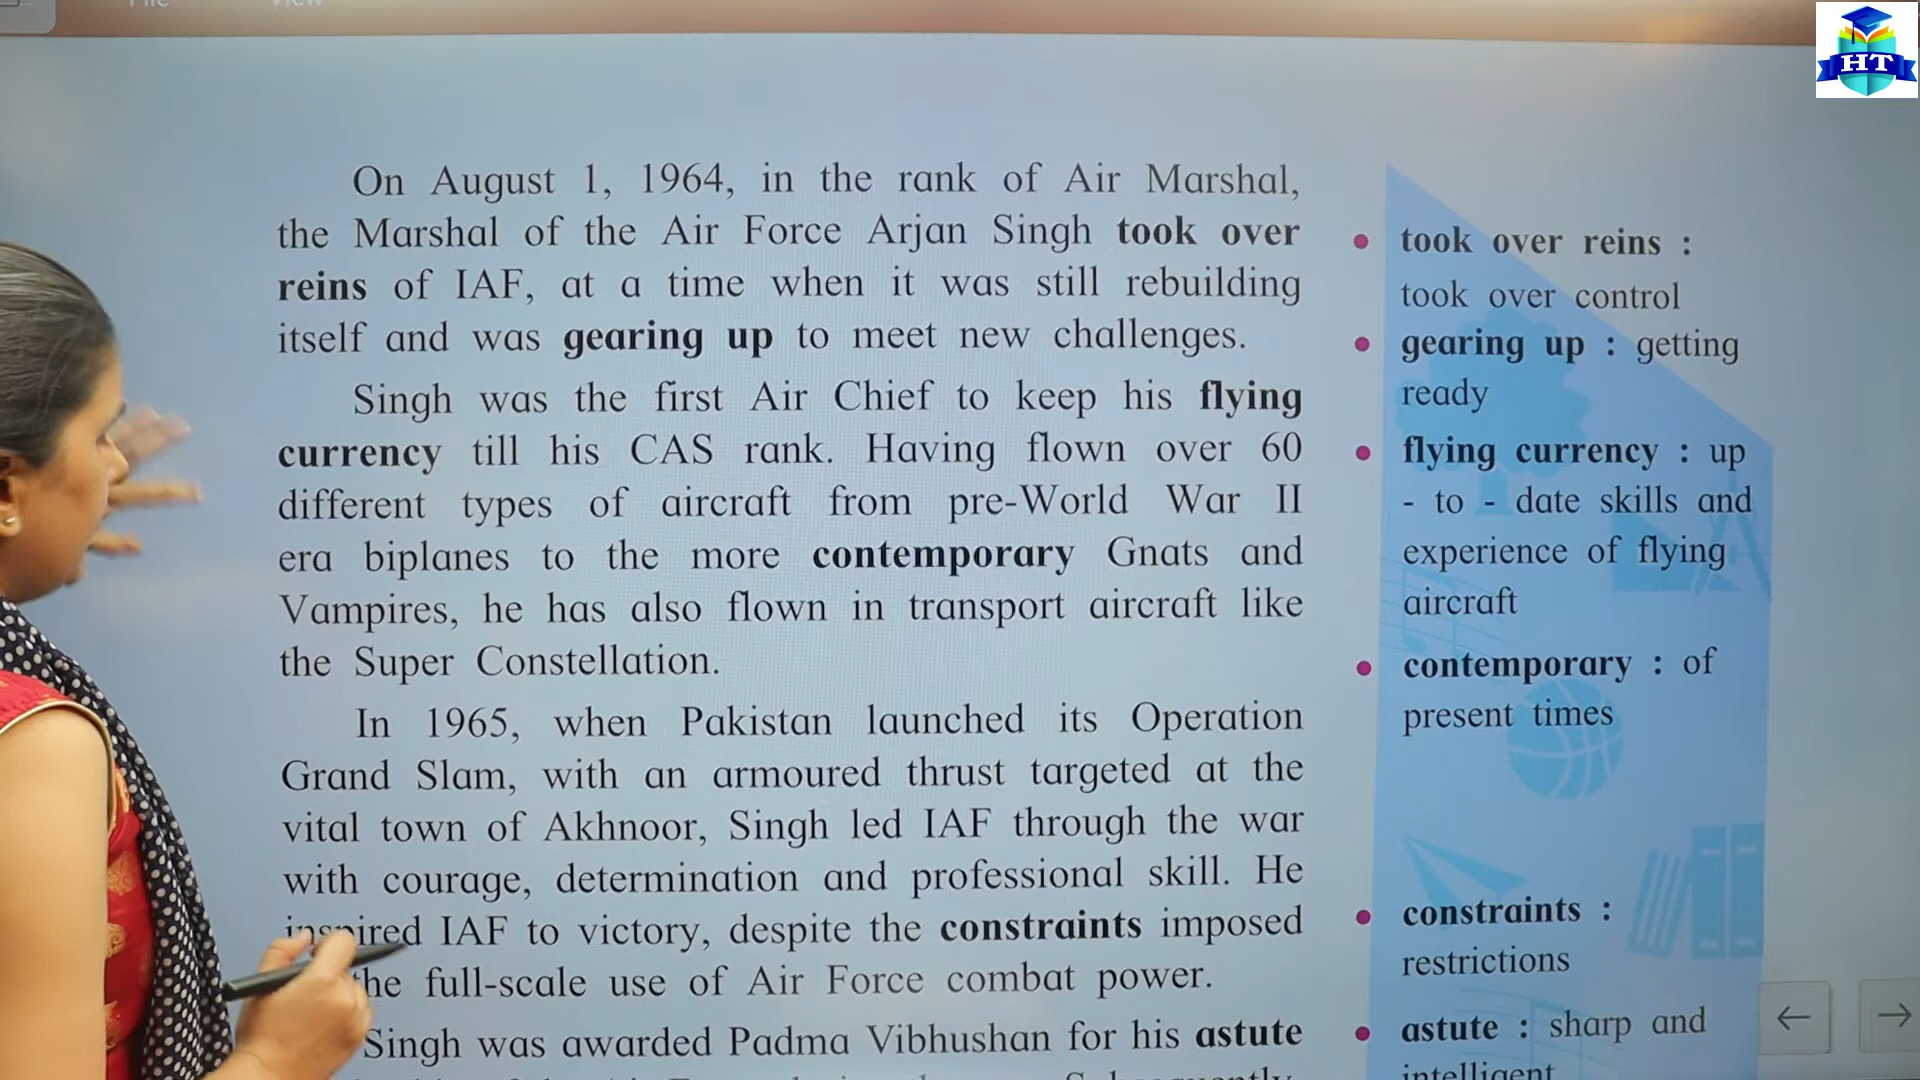 File View
HT
On August 1, 1964, in the rank of Air Marshal,
the Marshal of the Air Force Arjan Singh took over
reins of IAF, at a time when it was still rebuilding
itself and was gearing up to meet new challenges.
Singh was the first Air Chief to keep his flying
currency till his CAS rank. Having flown over 60
different types of aircraft from pre-World War II
era biplanes to the more contemporary Gnats and
Vampires, he has also flown in transport aircraft like
the Super Constellation.
In 1965, when Pakistan launched its Operation
Grand Slam, with an armoured thrust targeted at the
vital town of Akhnoor, Singh led IAF through the war
with courage, determination and professional skill. He
inspired IAF to victory, despite the constraints imposed
the full-scale use of Air Force combat power.
Singh was awarded Padma Vibhushan for his astute
• took over reins :
took over control
• gearing up : getting
ready
• flying currency : up
- to - date skills and
experience of flying
aircraft
• contemporary : of
present times
• constraints :
restrictions
• astute : sharp and
intelligent